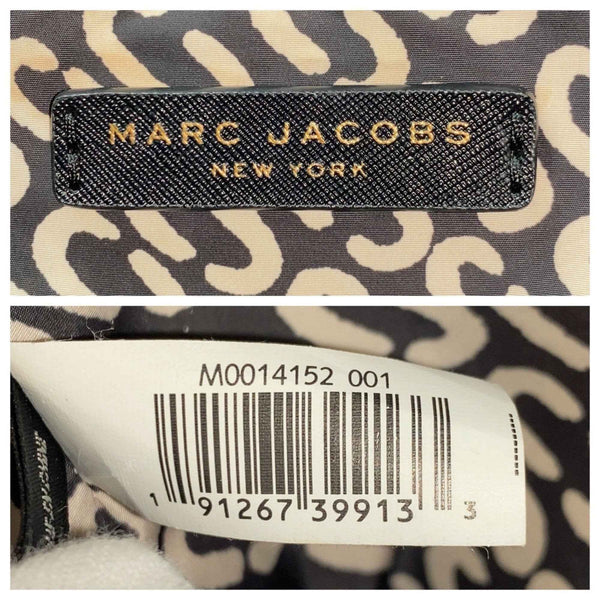 MARC JACOBS
NEW YORK
M0014152 001
1 91267 39913 3